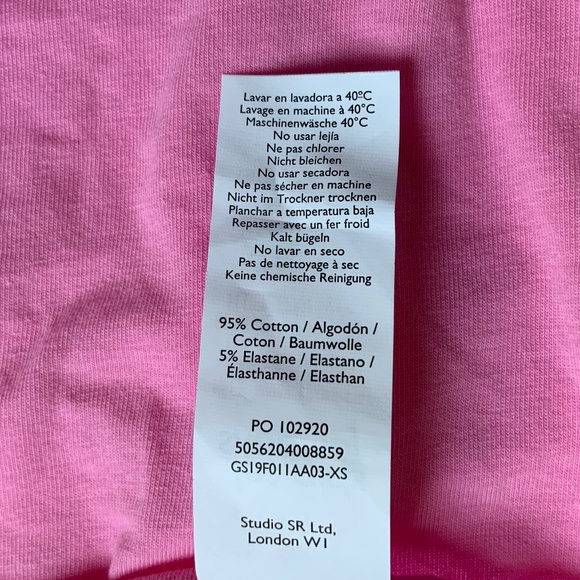 Lavar en lavadora a 40ºC
Lavage en machine à 40°C
Maschinenwäsche 40°C
No usar lejía
Ne pas chlorer
Nicht bleichen
No usar secadora
Ne pas sécher en machine
Nicht im Trockner trocknen
Planchar a temperatura baja
Repasser avec un fer froid
Kalt bügeln
No lavar en seco
Pas de nettoyage à sec
Keine chemische Reinigung
95% Cotton / Algodón /
Coton / Baumwolle
5% Elastane / Elastano /
Élasthanne / Elasthan
PO 102920
5056204008859
GS19F011AA03-XS
Studio SR Ltd,
London W1